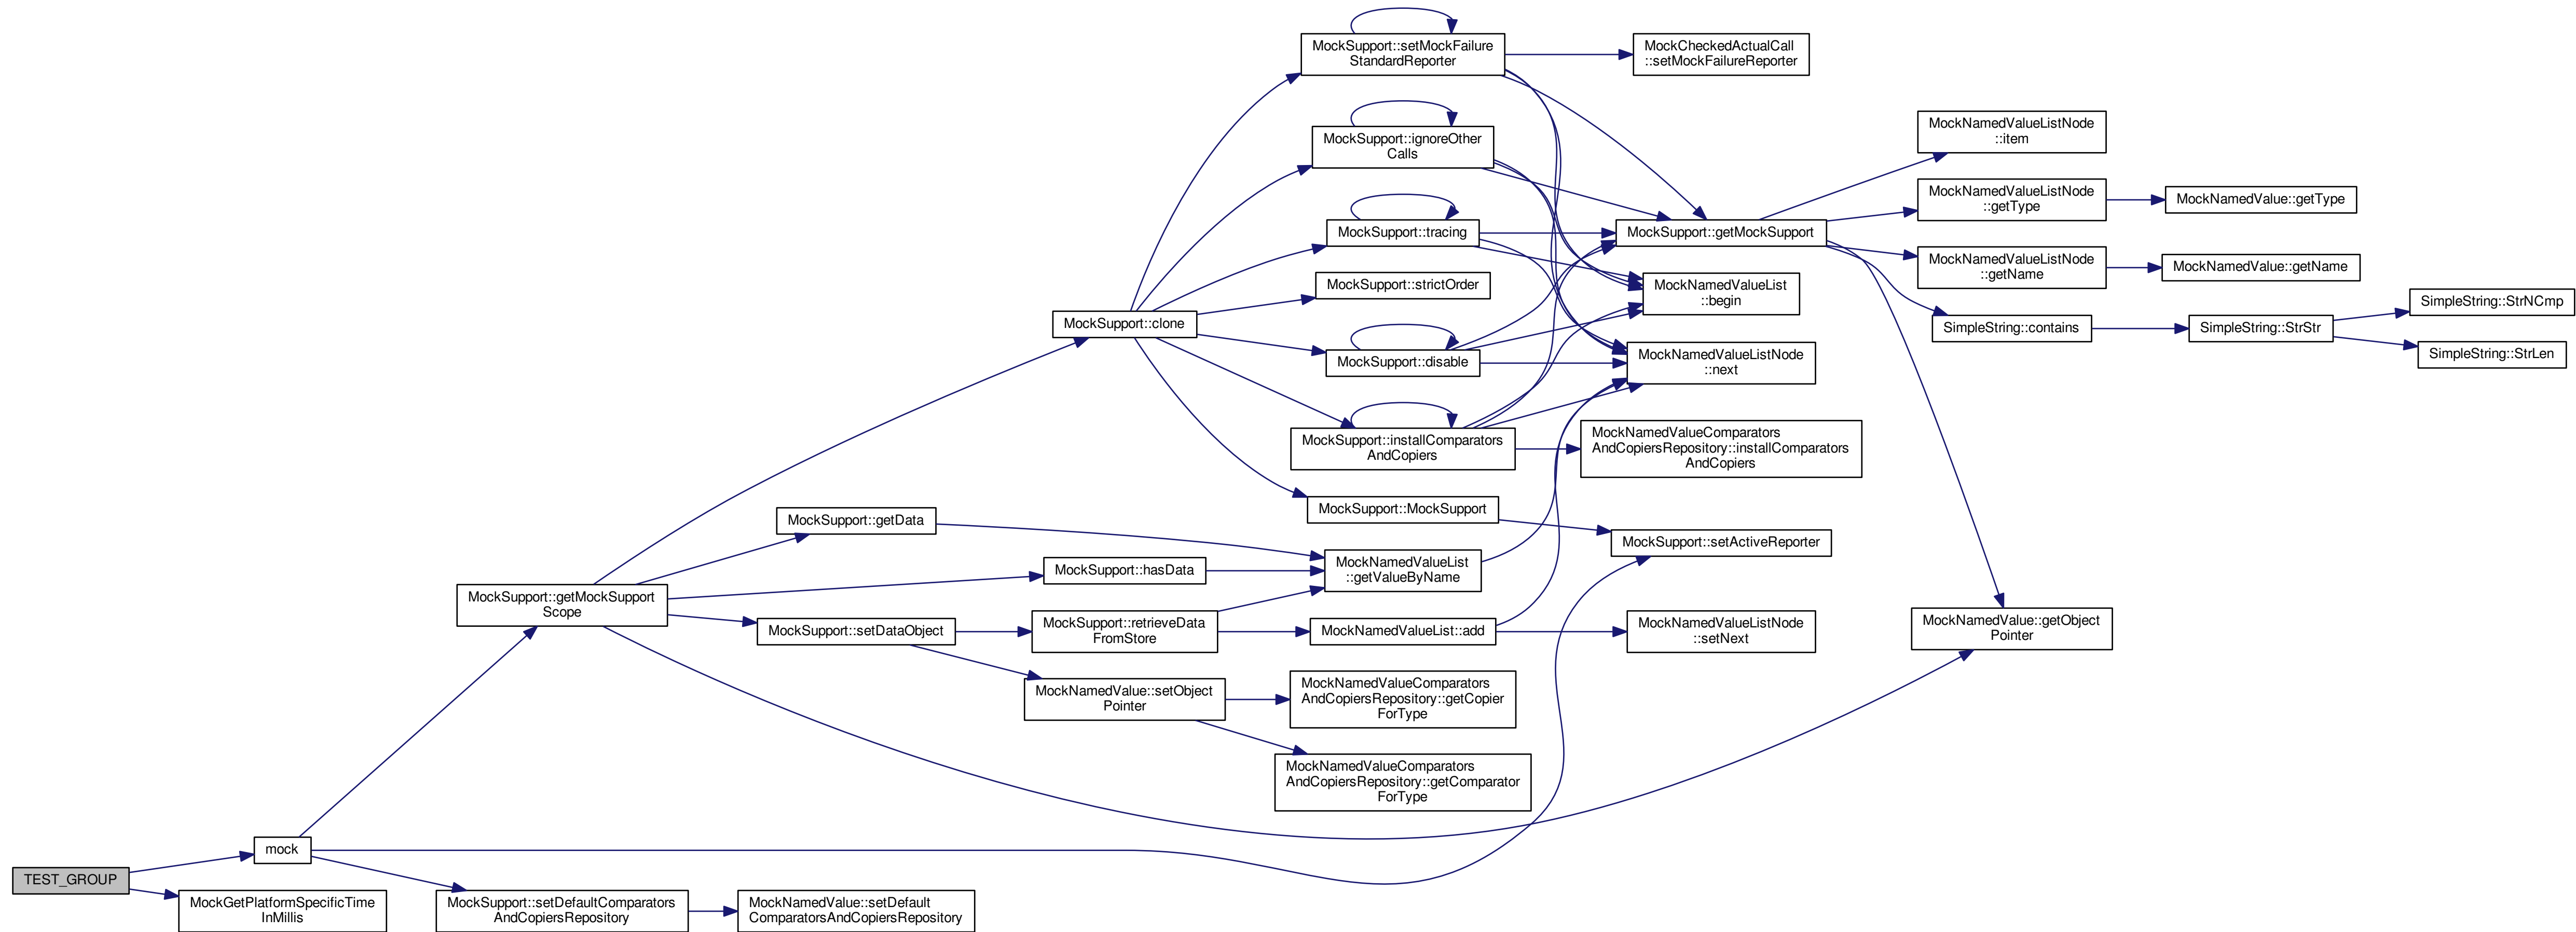 TEST_GROUP
mock
MockGetPlatformSpecificTime
InMillis
MockSupport::getMockSupport
Scope
MockSupport::setDefaultComparators
AndCopiersRepository
MockNamedValue::setDefault
ComparatorsAndCopiersRepository
MockSupport::clone
MockSupport::getData
MockSupport::hasData
MockSupport::setDataObject
MockSupport::retrieveData
FromStore
MockNamedValue::setObject
Pointer
MockSupport::setMockFailure
StandardReporter
MockSupport::ignoreOther
Calls
MockSupport::tracing
MockSupport::strictOrder
MockSupport::disable
MockSupport::installComparators
AndCopiers
MockSupport::MockSupport
MockNamedValueList
::getValueByName
MockNamedValueList::add
MockNamedValueComparators
AndCopiersRepository::getCopier
ForType
MockNamedValueComparators
AndCopiersRepository::getComparator
ForType
MockCheckedActualCall
::setMockFailureReporter
MockSupport::getMockSupport
MockNamedValueList
::begin
MockNamedValueListNode
::next
MockNamedValueComparators
AndCopiersRepository::installComparators
AndCopiers
MockSupport::setActiveReporter
MockNamedValueListNode
::setNext
MockNamedValueListNode
::item
MockNamedValueListNode
::getType
MockNamedValueListNode
::getName
SimpleString::contains
MockNamedValue::getObject
Pointer
MockNamedValue::getType
MockNamedValue::getName
SimpleString::StrStr
SimpleString::StrNCmp
SimpleString::StrLen